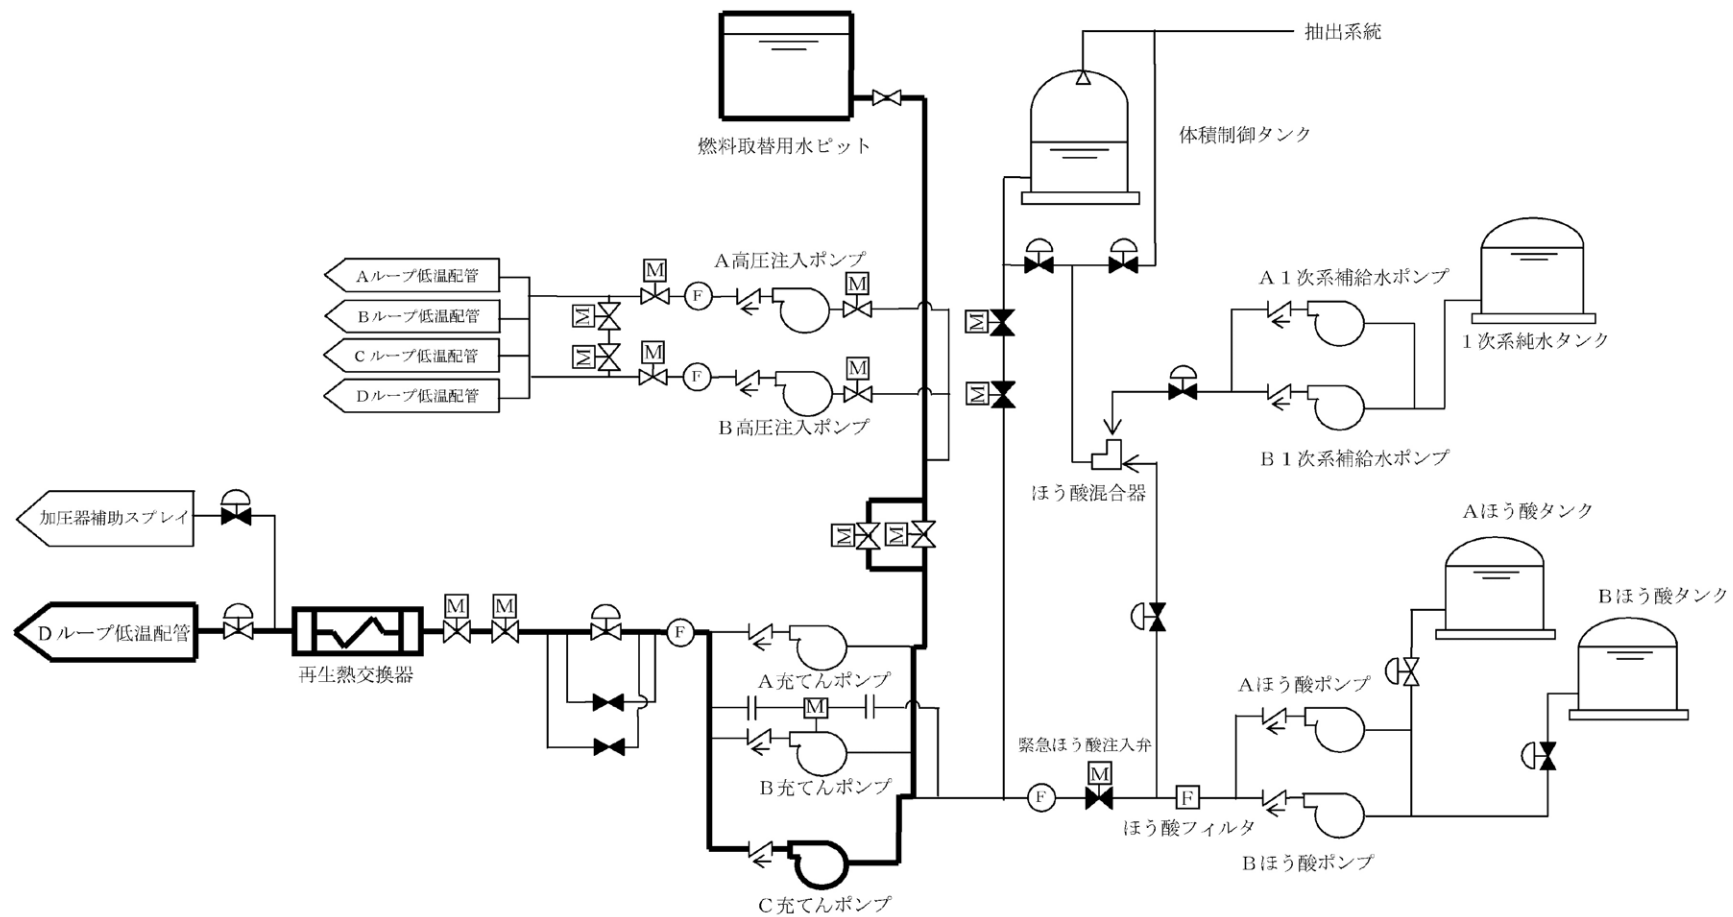 抽出系統
体積制御タンク
燃料取替用水ピット
Aループ低温配管
Bループ低温配管
Cループ低温配管
Dループ低温配管
M
F
A高圧注入ポンプ
M
M
M
M
F
M
B高圧注入ポンプ
M
M
A1次系補給水ポンプ
1次系純水タンク
B1次系補給水ポンプ
ほう酸混合器
加圧器補助スプレイ
M
M
Aほう酸タンク
Bほう酸タンク
Dループ低温配管
再生熱交換器
M
M
F
A充てんポンプ
M
B充てんポンプ
C充てんポンプ
緊急ほう酸注入弁
F
M
F
ほう酸フィルタ
Aほう酸ポンプ
Bほう酸ポンプ